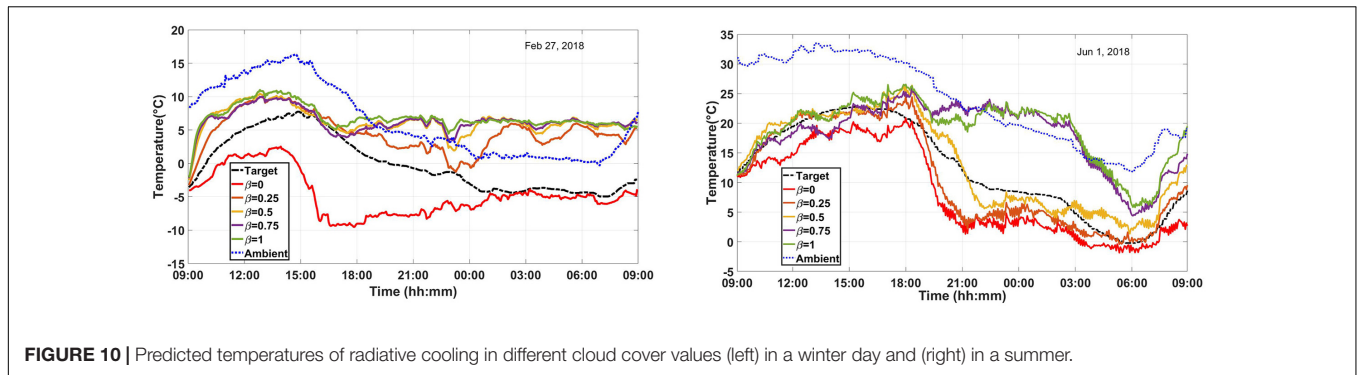 20
15
10
5
0
-5
-10
-15
Temperature(°C)
Feb 27, 2018
Target
β=0
β=0.25
β=0.5
β=0.75
β=1
Ambient
09:00 12:00 15:00 18:00 21:00 00:00 03:00 06:00 09:00
Time (hh:mm)
35
30
25
20
15
10
5
0
-5
Temperature(°C)
Jun 1, 2018
Target
β=0
β=0.25
β=0.5
β=0.75
β=1
Ambient
09:00 12:00 15:00 18:00 21:00 00:00 03:00 06:00 09:00
Time (hh:mm)
FIGURE 10 | Predicted temperatures of radiative cooling in different cloud cover values (left) in a winter day and (right) in a summer.